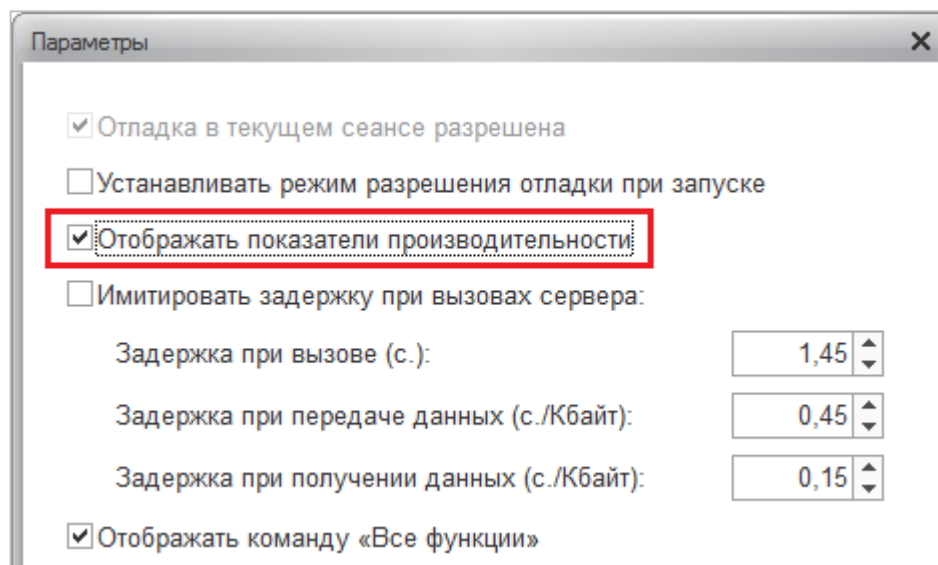 Параметры
Отладка в текущем сеансе разрешена
Устанавливать режим разрешения отладки при запуске
Отображать показатели производительности
Имитировать задержку при вызовах сервера:
Задержка при вызове (с.): 1,45
Задержка при передаче данных (с./Кбайт): 0,45
Задержка при получении данных (с./Кбайт): 0,15
Отображать команду «Все функции»